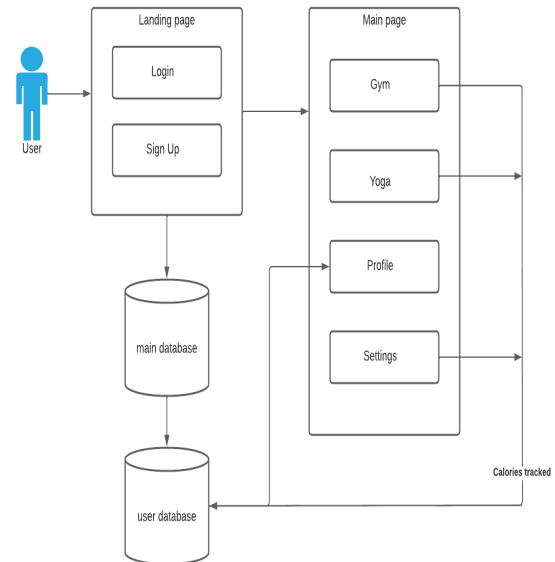 Landing page
Main page
Login
Sign Up
User
Gym
Yoga
Profile
Settings
main database
user database
Calories tracked